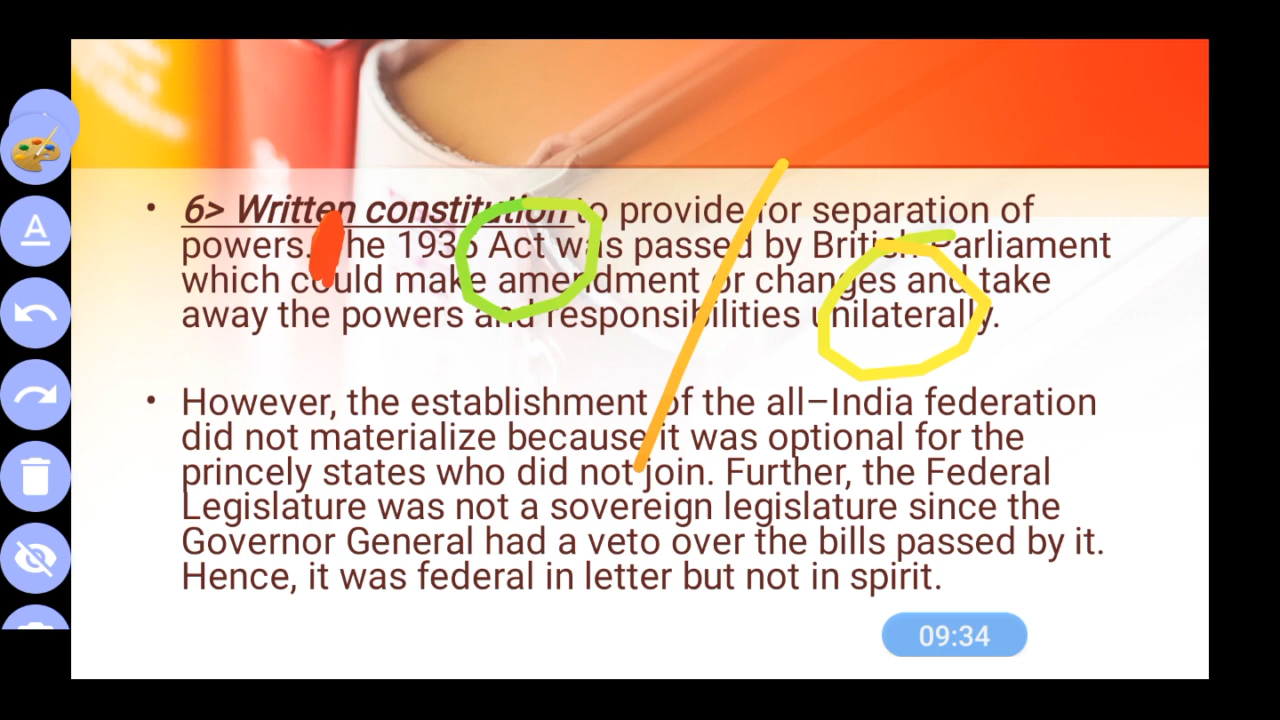 • 6> Written constitution to provide for separation of
powers. The 1935 Act was passed by British Parliament
which could make amendment or changes and take
away the powers and responsibilities unilaterally.
• However, the establishment of the all–India federation
did not materialize because it was optional for the
princely states who did not join. Further, the Federal
Legislature was not a sovereign legislature since the
Governor General had a veto over the bills passed by it.
Hence, it was federal in letter but not in spirit.
09:34
A